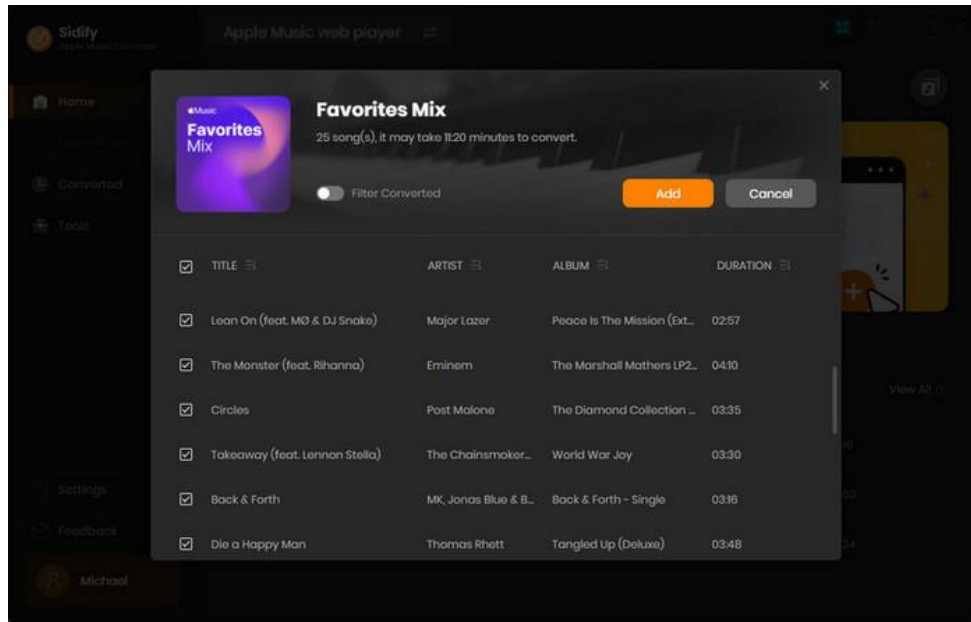 Sidify
Apple Music Converter
Apple Music web player
Home
Converted
Tools
Settings
Feedback
Michael
View All
Music
Favorites
Mix
Favorites Mix
25 song(s), it may take 11:20 minutes to convert.
Filter Converted
Add
Cancel
TITLE ARTIST ALBUM DURATION
Lean On (feat. MØ & DJ Snake) Major Lazer Peace Is The Mission (Ext... 02:57
The Monster (feat. Rihanna) Eminem The Marshall Mathers LP2... 04:10
Circles Post Malone The Diamond Collection ... 03:35
Takeaway (feat. Lennon Stella) The Chainsmoker... World War Joy 03:30
Back & Forth MK, Jonas Blue & B... Back & Forth - Single 03:16
Die a Happy Man Thomas Rhett Tangled Up (Deluxe) 03:48